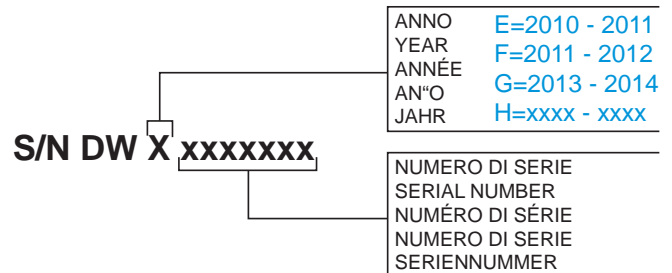 ANNO
YEAR
ANNÉE
AN“O
JAHR
E=2010 - 2011
F=2011 - 2012
G=2013 - 2014
H=xxxx - xxxx
S/N DW X xxxxxxx
NUMERO DI SERIE
SERIAL NUMBER
NUMÉRO DI SÉRIE
NUMERO DI SERIE
SERIENNUMMER